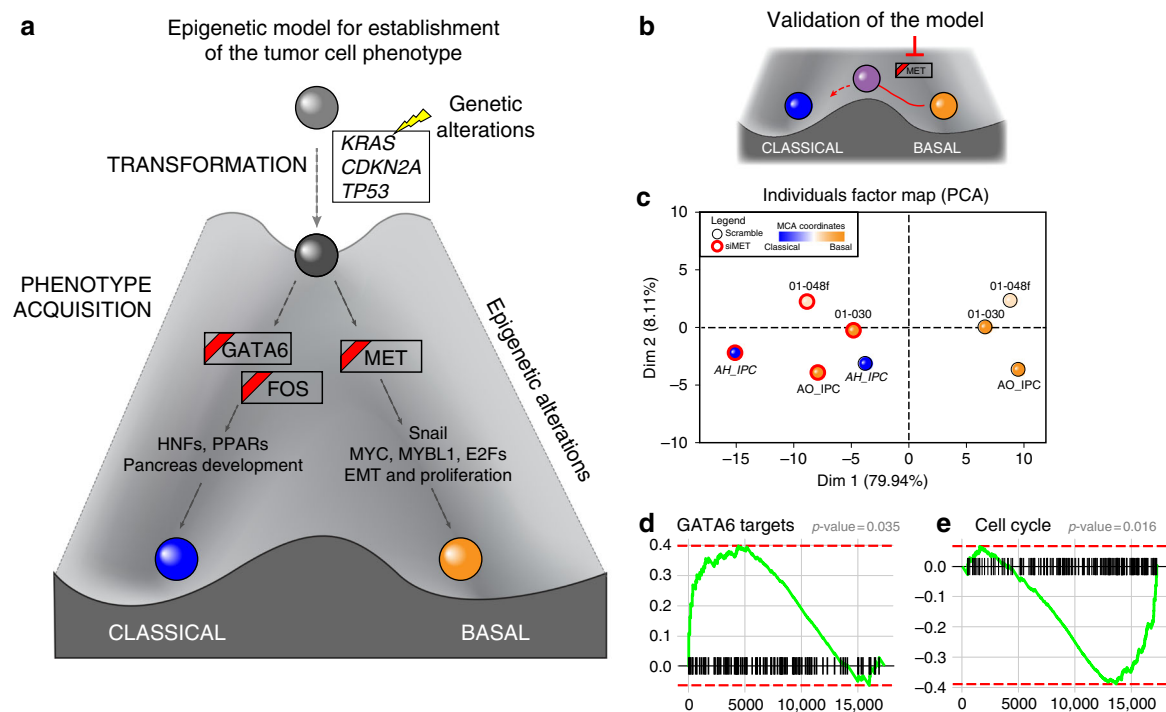 a
Epigenetic model for establishment
of the tumor cell phenotype
Genetic
alterations
KRAS
CDKN2A
TP53
TRANSFORMATION
PHENOTYPE
ACQUISITION
Epigenetic alterations
GATA6
FOS
MET
HNFs, PPARs
Pancreas development
Snail
MYC, MYBL1, E2Fs
EMT and proliferation
CLASSICAL
BASAL
b
Validation of the model
MET
CLASSICAL
BASAL
c
Individuals factor map (PCA)
Legend
Scramble
siMET
MCA coordinates
Classical
Basal
10
5
0
−5
−10
Dim 2 (8.11%)
01-048f
01-048f
01-030
01-030
AH_IPC
AO_IPC
AH_IPC
AO_IPC
−15
−10
−5
0
5
10
Dim 1 (79.94%)
d
GATA6 targets
p-value = 0.035
0.4
0.3
0.2
0.1
0.0
0
5000
10,000
15,000
e
Cell cycle
p-value = 0.016
0.0
−0.1
−0.2
−0.3
−0.4
0
5000
10,000
15,000